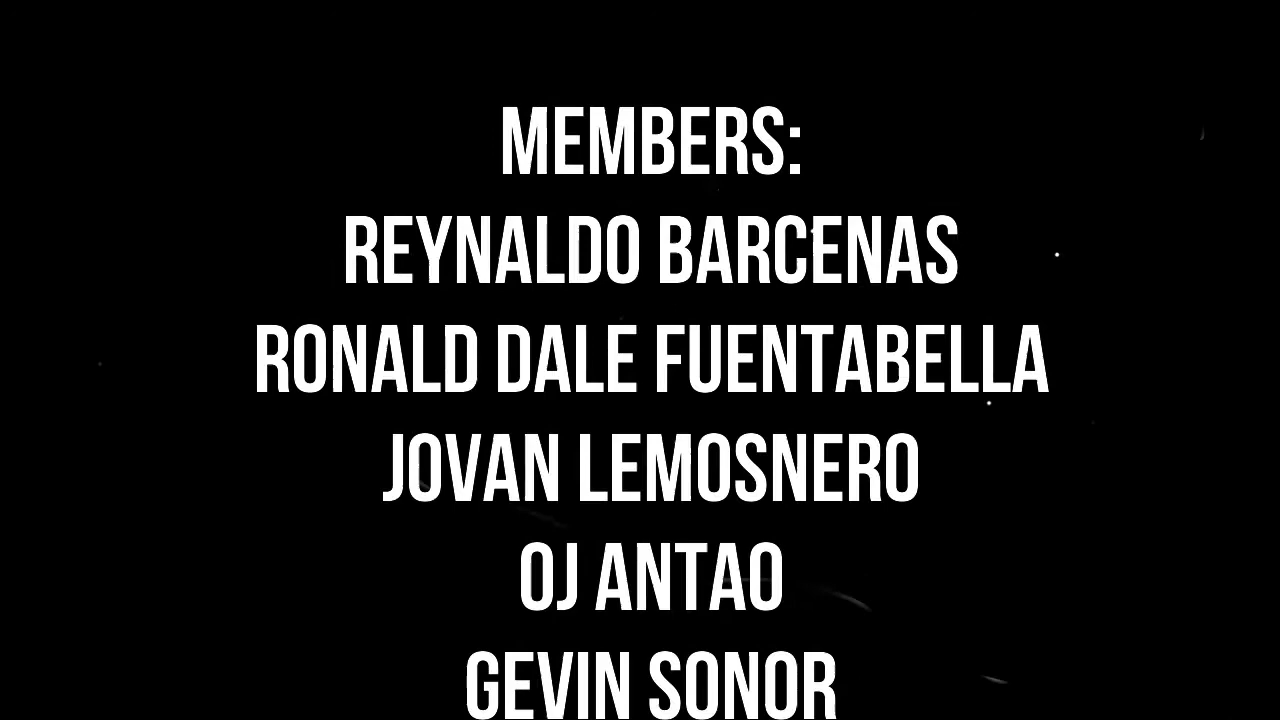 MEMBERS:
REYNALDO BARCENAS
RONALD DALE FUENTABELLA
JOVAN LEMOSNERO
OJ ANTAO
GEVIN SONOR